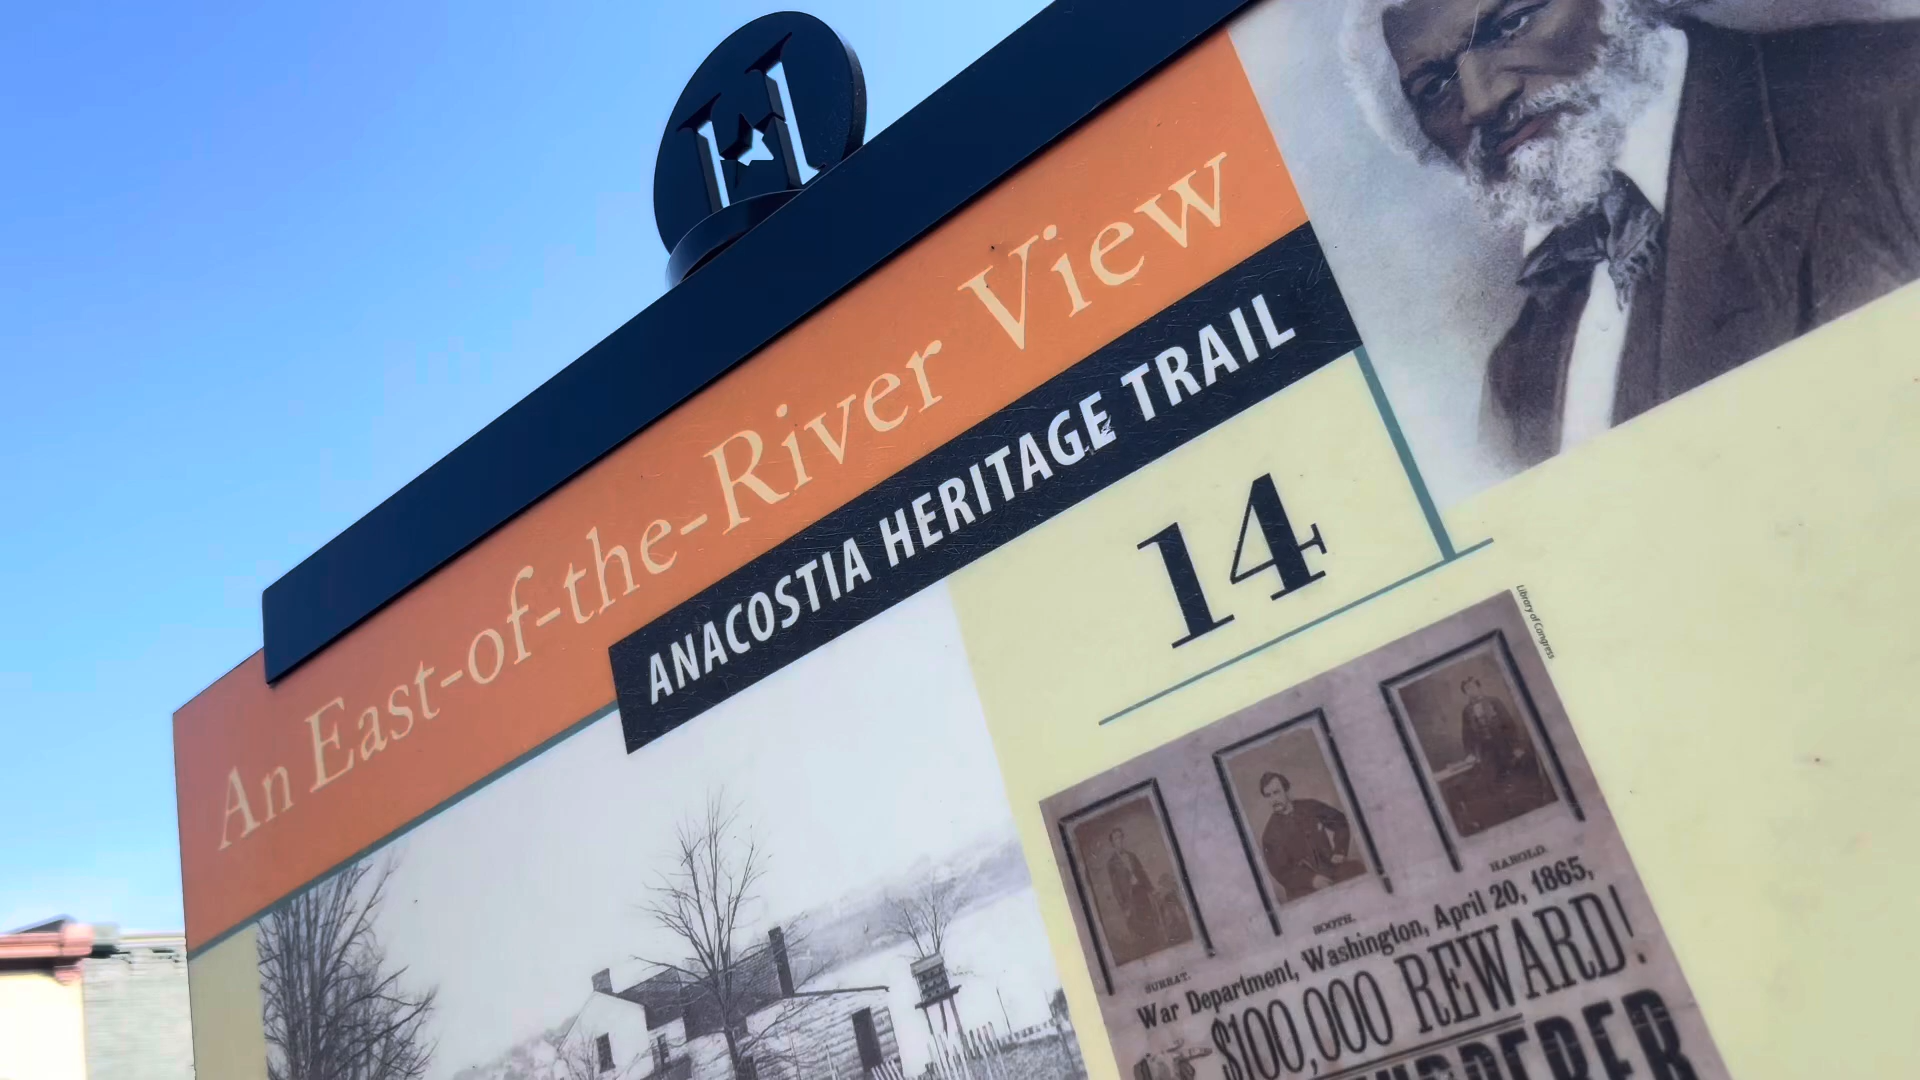 H
An East-of-the-River View
ANACOSTIA HERITAGE TRAIL
14
Library of Congress
SURRAT.
BOOTH.
HAROLD.
War Department, Washington, April 20, 1865,
$100,000 REWARD!